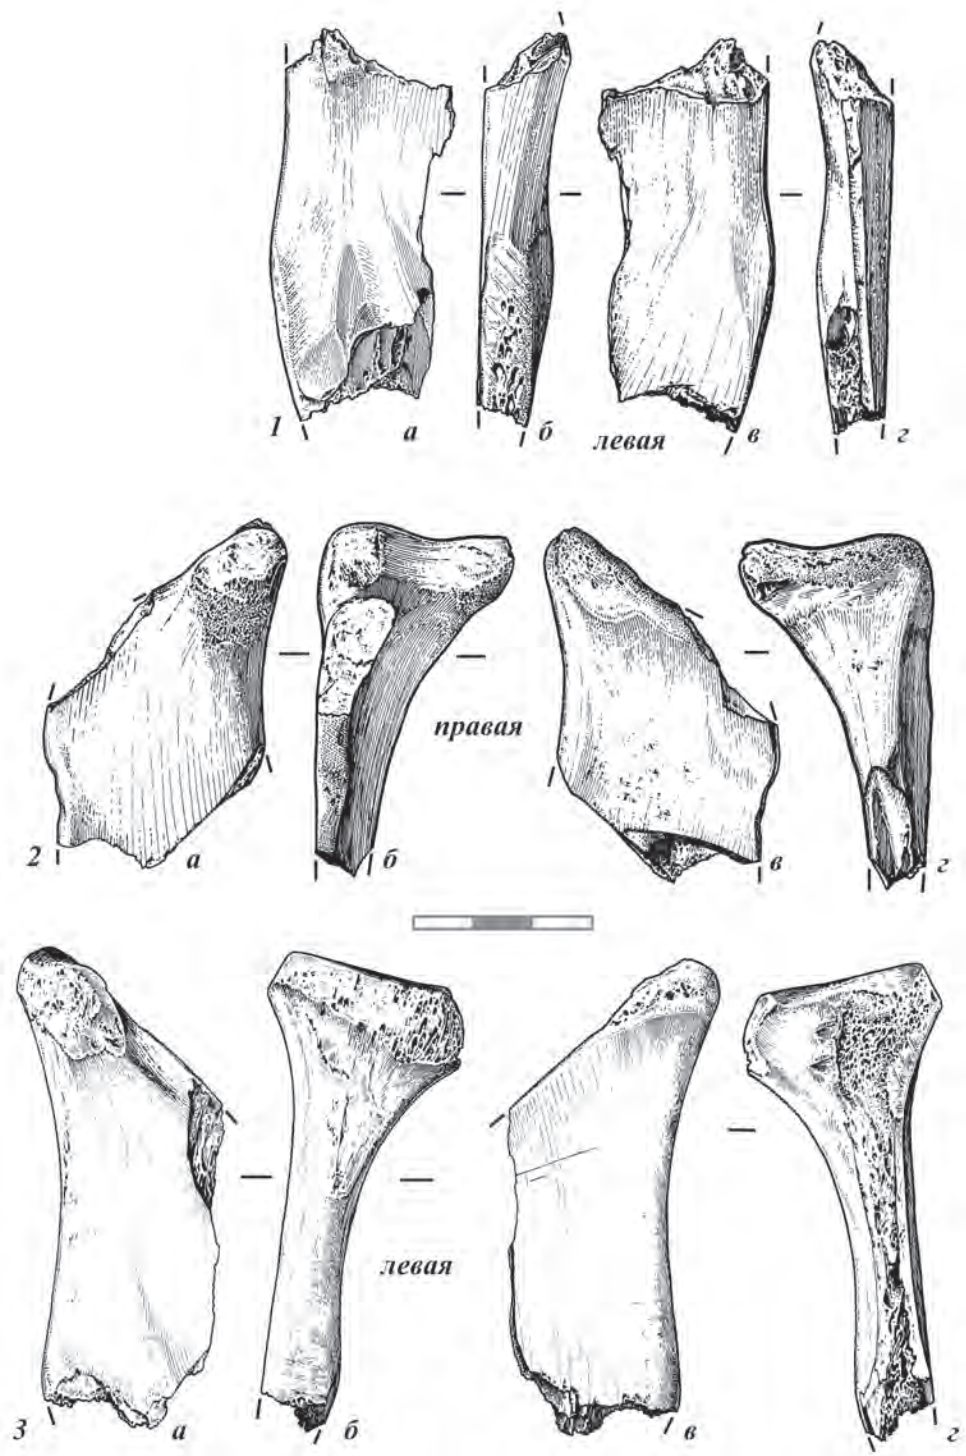 1 а б левая в г
правая
2 а б в г
левая
3 а б в г